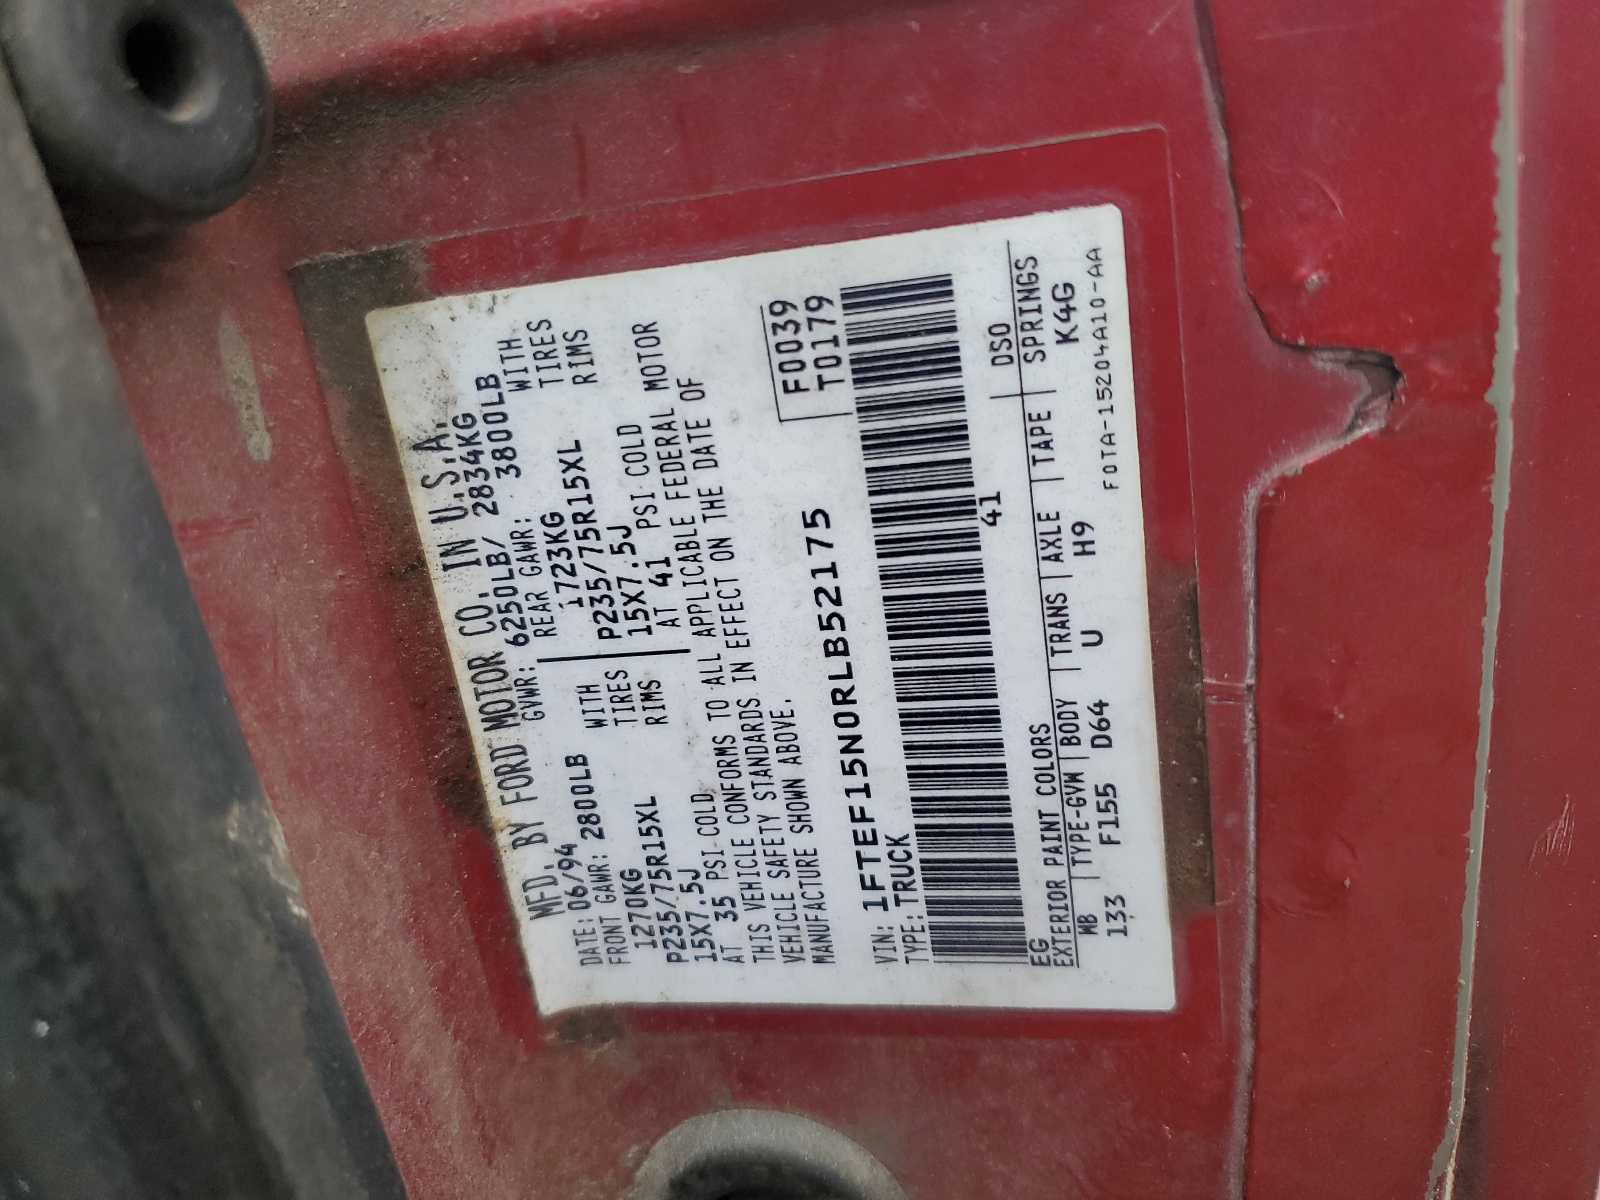 MFD. BY FORD MOTOR CO. IN U.S.A.
DATE: 06/94 GVWR: 6250LB/ 2834KG
FRONT GAWR: 2800LB REAR GAWR: 3800LB
1270KG WITH 1723KG WITH
P235/75R15XL TIRES P235/75R15XL TIRES
15X7.5J RIMS 15X7.5J RIMS
AT 35 PSI COLD AT 41 PSI COLD
THIS VEHICLE CONFORMS TO ALL APPLICABLE FEDERAL MOTOR
VEHICLE SAFETY STANDARDS IN EFFECT ON THE DATE OF
MANUFACTURE SHOWN ABOVE.
F0039
T0179
VIN: 1FTEF15N0RLB52175
TYPE: TRUCK
41
EG DSO
EXTERIOR PAINT COLORS
MB TYPE-GVW BODY TRANS AXLE TAPE SPRINGS
133 F155 D64 U H9 K4G
F0TA-15204A10-AA